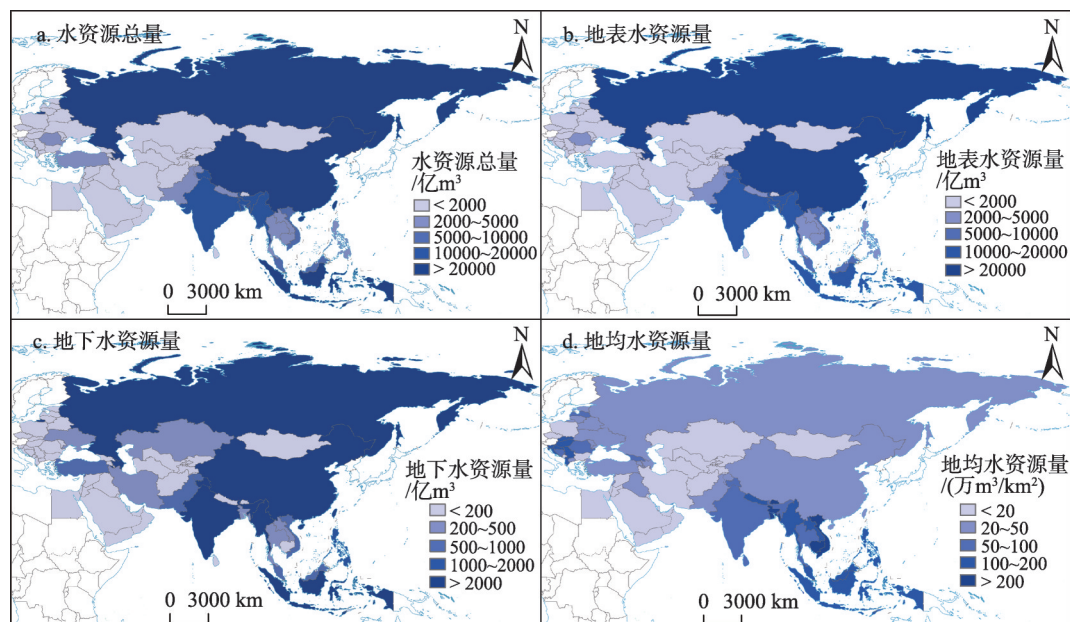 a. 水资源总量
N
水资源总量
/亿m³
< 2000
2000~5000
5000~10000
10000~20000
> 20000
0 3000 km
b. 地表水资源量
N
地表水资源量
/亿m³
< 2000
2000~5000
5000~10000
10000~20000
> 20000
0 3000 km
c. 地下水资源量
N
地下水资源量
/亿m³
< 200
200~500
500~1000
1000~2000
> 2000
0 3000 km
d. 地均水资源量
N
地均水资源量
/(万m³/km²)
< 20
20~50
50~100
100~200
> 200
0 3000 km